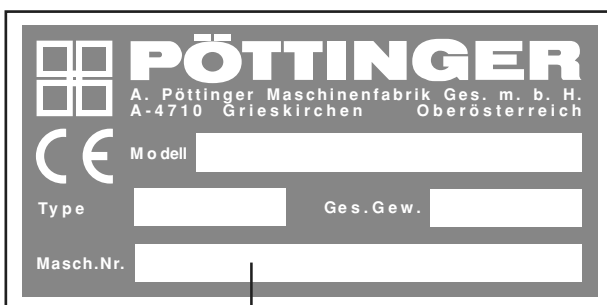 PÖTTINGER
A. Pöttinger Maschinenfabrik Ges. m. b. H.
A-4710 Grieskirchen Oberösterreich
CE Modell
Type Ges.Gew.
Masch.Nr.